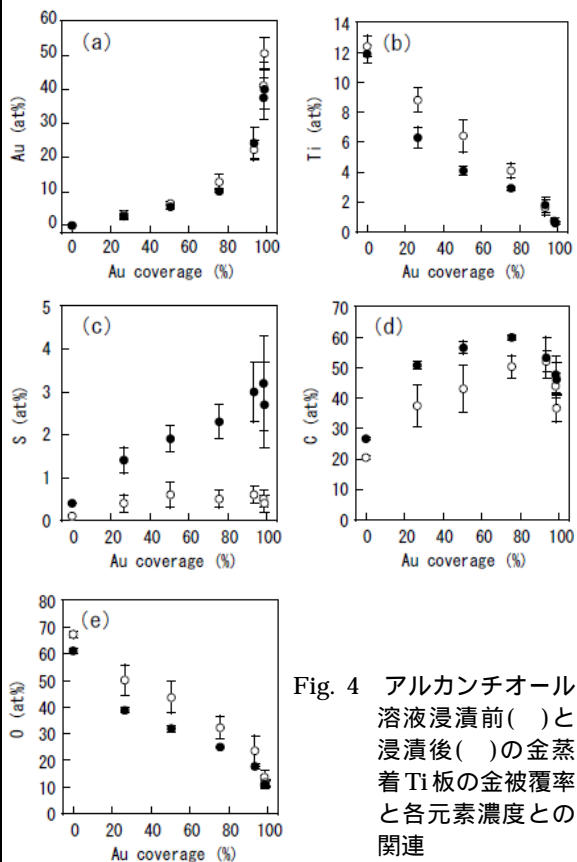 (a)
60
50
40
30
20
10
0
Au (at%)
0 20 40 60 80 100
Au coverage (%)
(b)
14
12
10
8
6
4
2
0
Ti (at%)
0 20 40 60 80 100
Au coverage (%)
(c)
5
4
3
2
1
0
S (at%)
0 20 40 60 80 100
Au coverage (%)
(d)
70
60
50
40
30
20
10
0
C (at%)
0 20 40 60 80 100
Au coverage (%)
(e)
80
70
60
50
40
30
20
10
0
O (at%)
0 20 40 60 80 100
Au coverage (%)
Fig. 4 アルカンチオール
溶液浸漬前( )と
浸漬後( )の金蒸
着Ti板の金被覆率
と各元素濃度との
関連